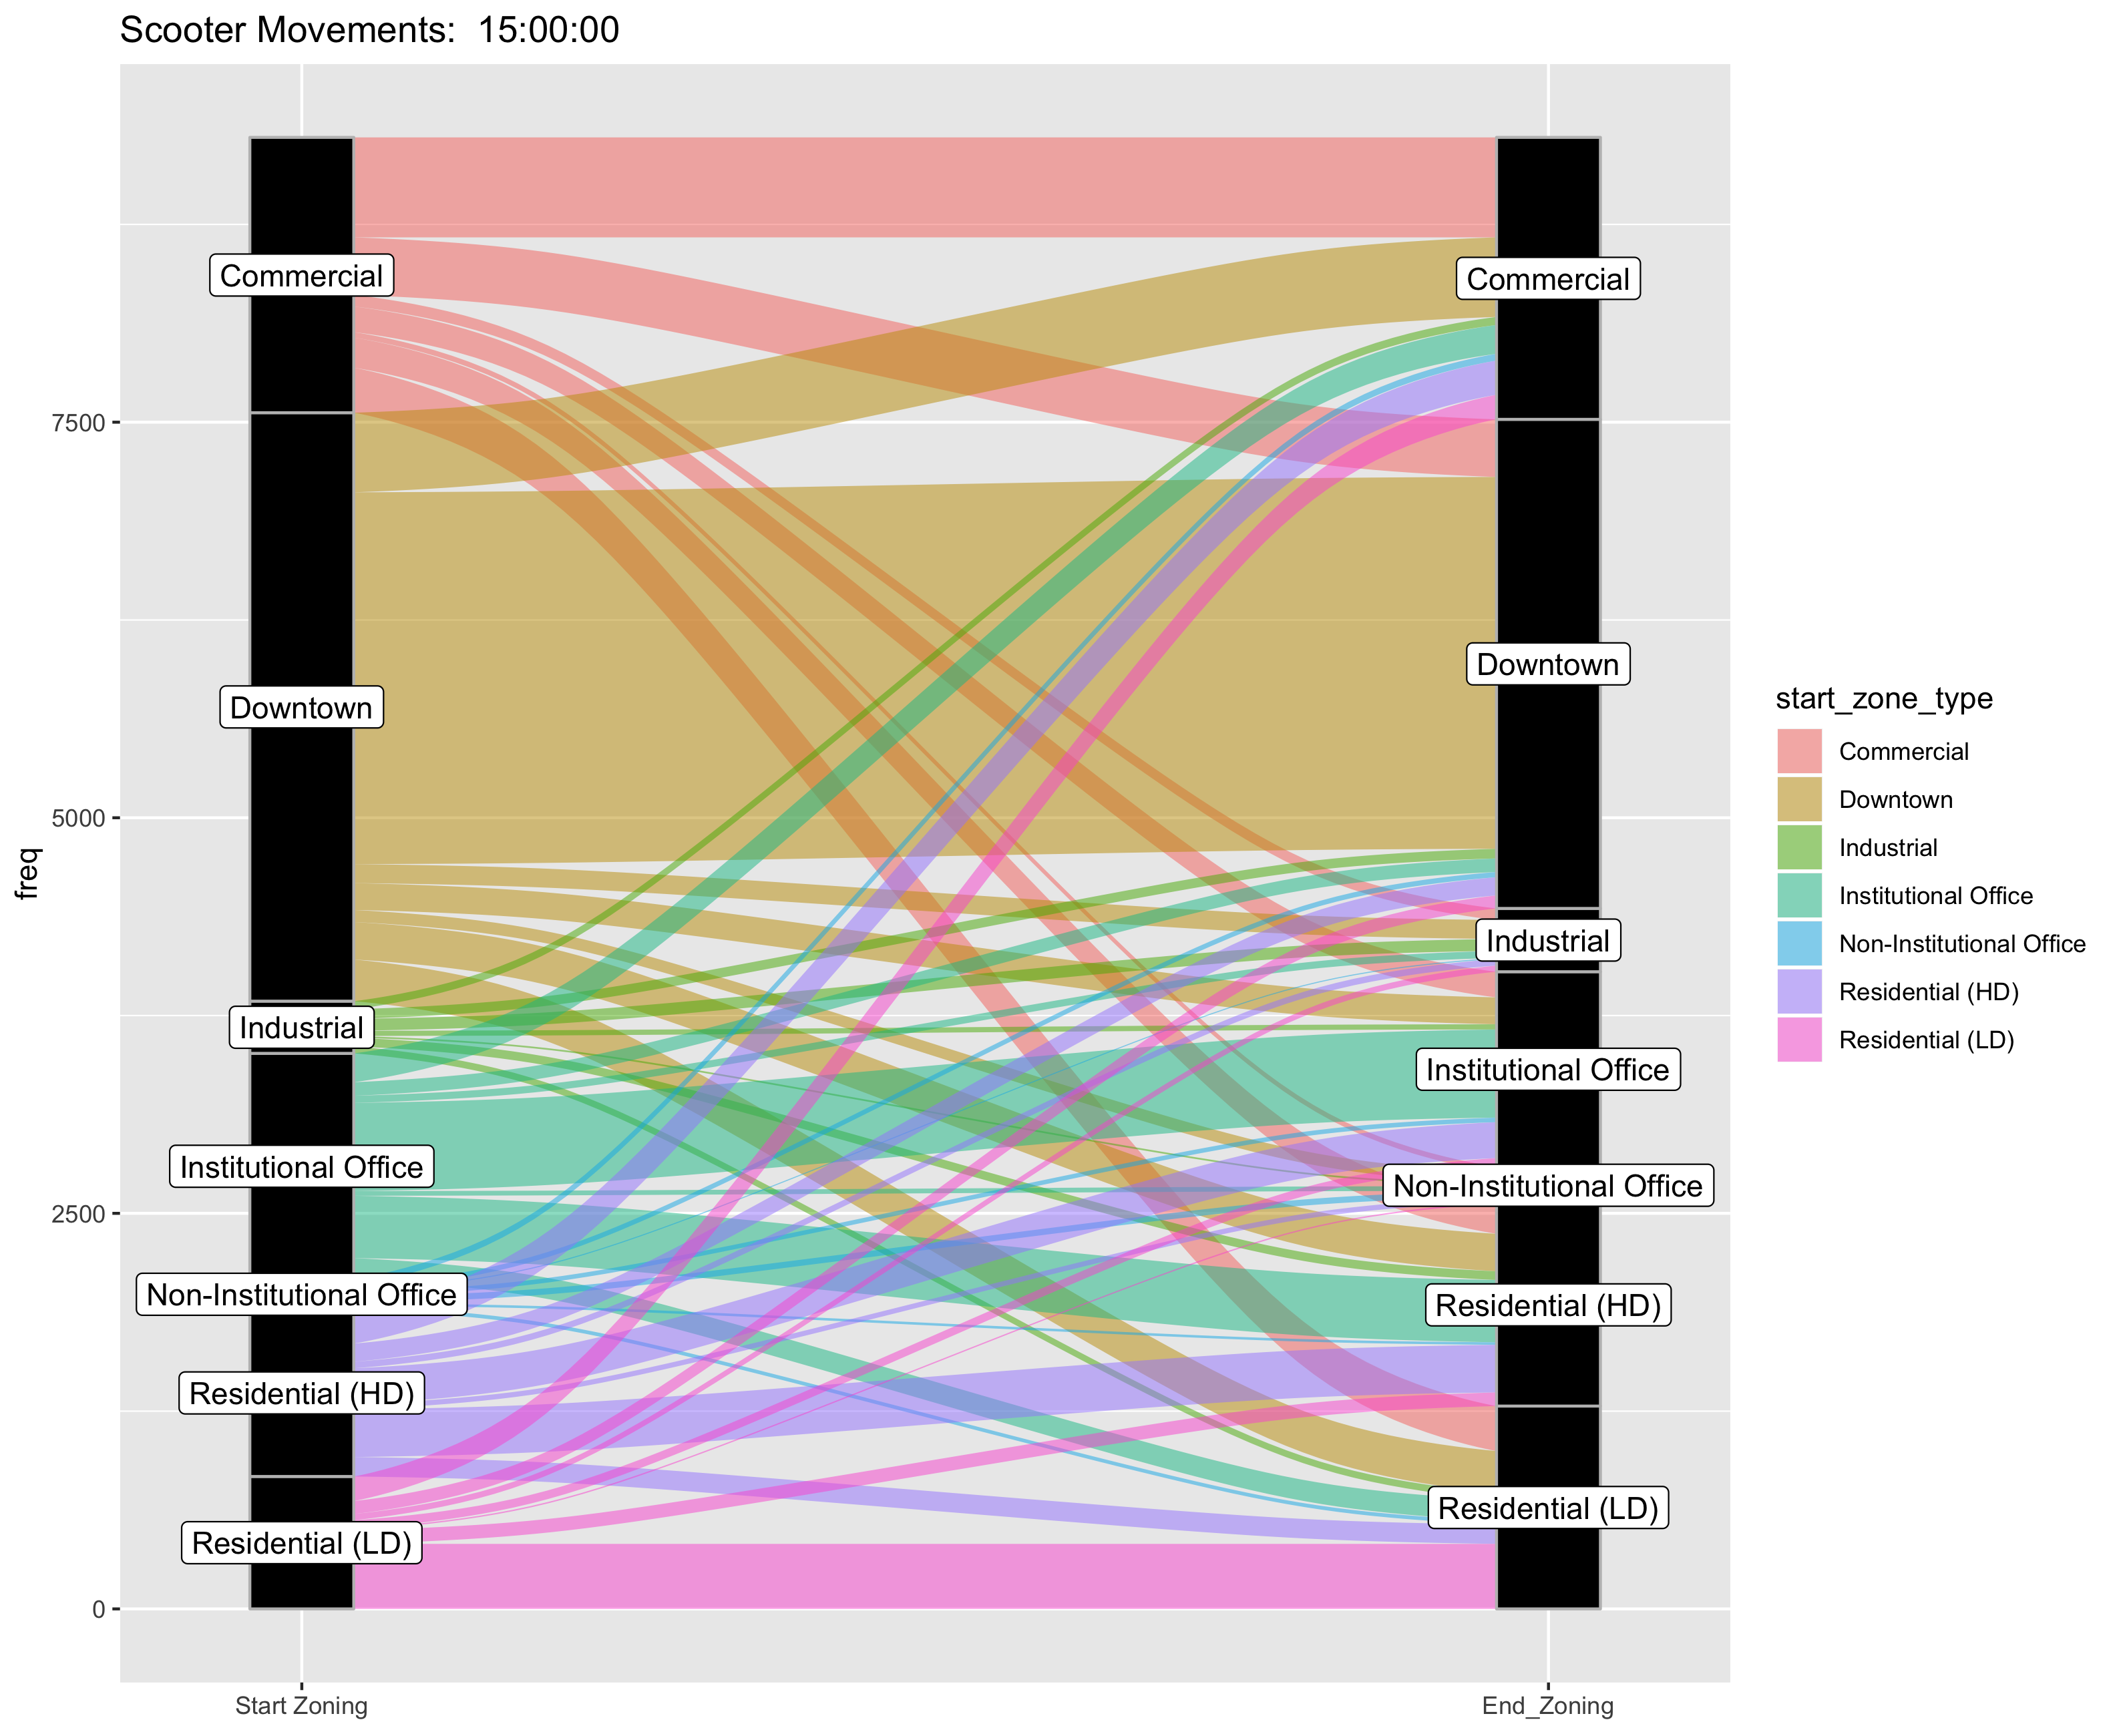 Scooter Movements:  15:00:00
freq
7500
5000
2500
0
Commercial
Downtown
Industrial
Institutional Office
Non-Institutional Office
Residential (HD)
Residential (LD)
Commercial
Downtown
Industrial
Institutional Office
Non-Institutional Office
Residential (HD)
Residential (LD)
Start Zoning
End_Zoning
start_zone_type
Commercial
Downtown
Industrial
Institutional Office
Non-Institutional Office
Residential (HD)
Residential (LD)